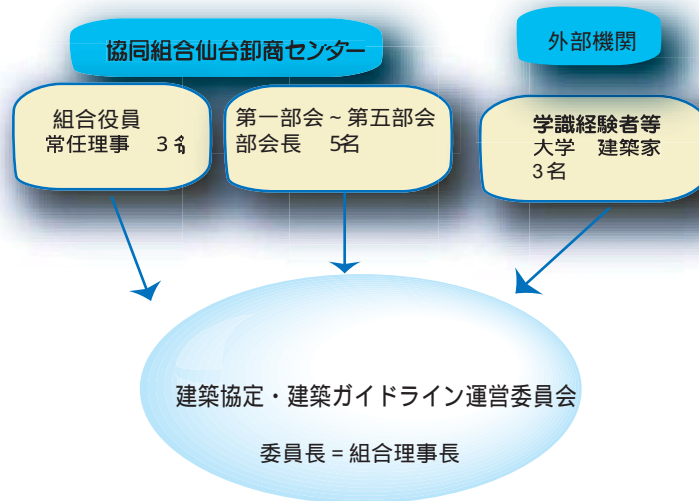 協同組合仙台卸商センター
外部機関
組合役員
常任理事 3名
第一部会~第五部会
部会長 5名
学識経験者等
大学 建築家
3名
建築協定・建築ガイドライン運営委員会
委員長=組合理事長